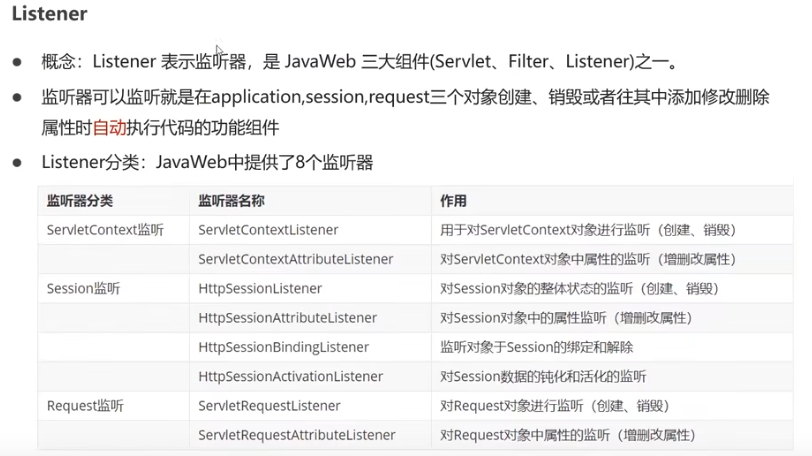 Listener
概念：Listener 表示监听器，是 JavaWeb 三大组件(Servlet、Filter、Listener)之一。
监听器可以监听就是在application,session,request三个对象创建、销毁或者往其中添加修改删除
属性时自动执行代码的功能组件
Listener分类：JavaWeb中提供了8个监听器
监听器分类 监听器名称 作用
ServletContext监听 ServletContextListener 用于对ServletContext对象进行监听（创建、销毁）
ServletContextAttributeListener 对ServletContext对象中属性的监听（增删改属性）
Session监听 HttpSessionListener 对Session对象的整体状态的监听（创建、销毁）
HttpSessionAttributeListener 对Session对象中的属性监听（增删改属性）
HttpSessionBindingListener 监听对象于Session的绑定和解除
HttpSessionActivationListener 对Session数据的钝化和活化的监听
Request监听 ServletRequestListener 对Request对象进行监听（创建、销毁）
ServletRequestAttributeListener 对Request对象中属性的监听（增删改属性）